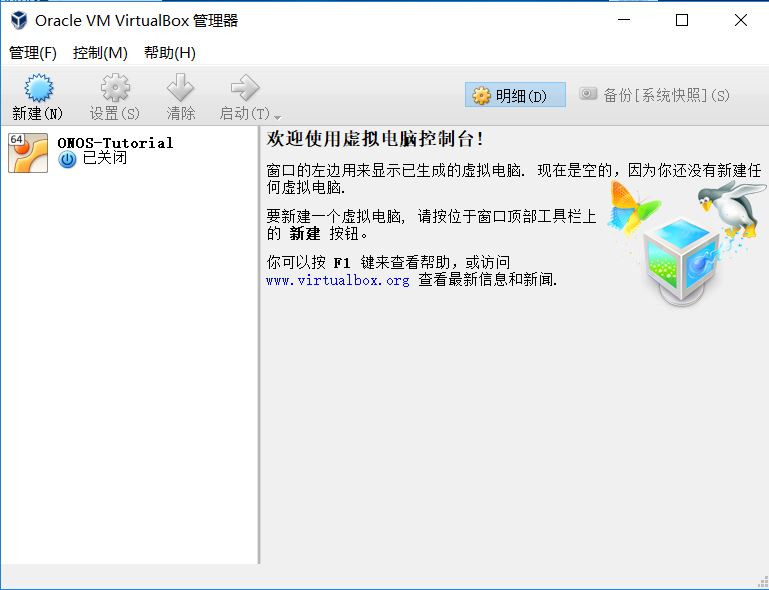 Oracle VM VirtualBox 管理器
管理(F) 控制(M) 帮助(H)
新建(N) 设置(S) 清除 启动(T) 明细(D) 备份[系统快照](S)
64 ONOS-Tutorial
已关闭
欢迎使用虚拟电脑控制台!
窗口的左边用来显示已生成的虚拟电脑. 现在是空的, 因为你还没有新建任
何虚拟电脑.
要新建一个虚拟电脑, 请按位于窗口顶部工具栏上
的 新建 按钮。
你可以按 F1 键来查看帮助, 或访问
www.virtualbox.org 查看最新信息和新闻.